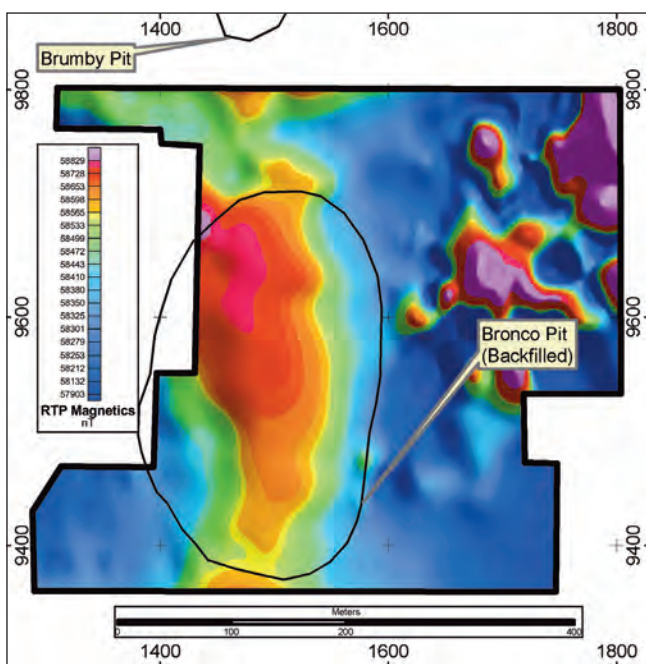 1400 1600 1800
Brumby Pit
9800 9800
58829
58728
58653
58598
58565
58533
58499
58472
58443
58410
58380
58350
58325
58301
58279
58253
58212
58132
57903
RTP Magnetics
nT
9600 9600
Bronco Pit
(Backfilled)
9400 9400
Meters
0 100 200 400
1400 1600 1800